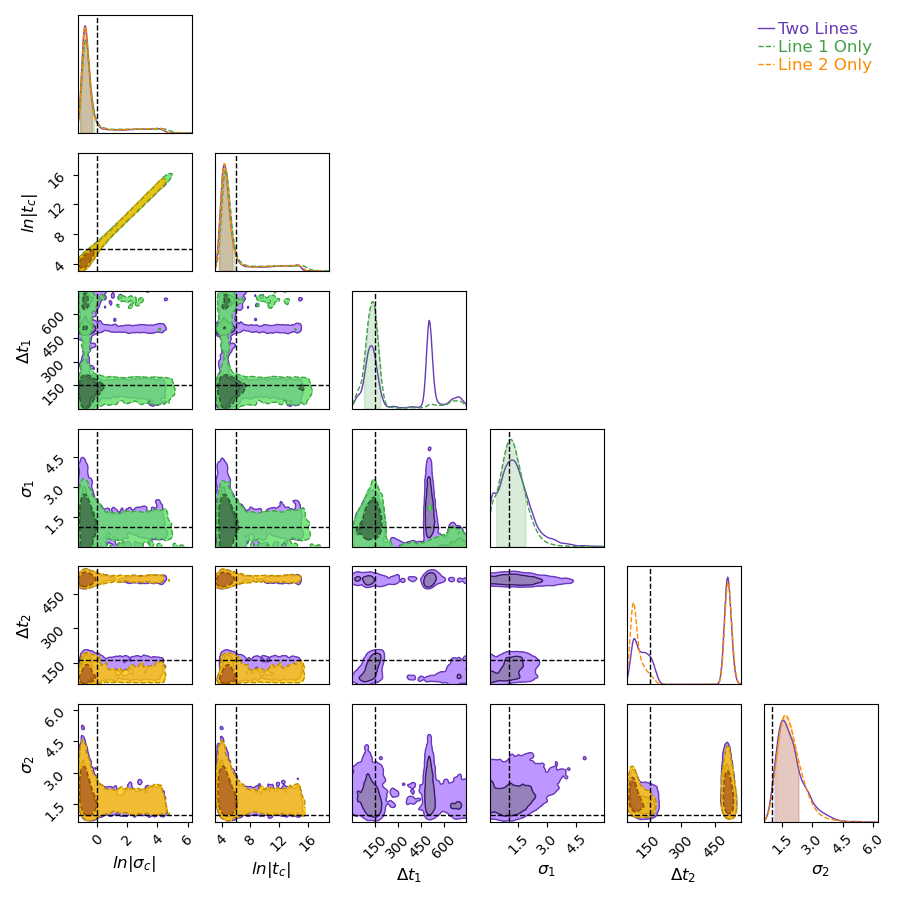 Two Lines
Line 1 Only
Line 2 Only
16
12
8
4
ln|t_c|
600
450
300
150
Δt_1
4.5
3.0
1.5
σ_1
450
300
150
Δt_2
6.0
4.5
3.0
1.5
σ_2
0 2 4 6
4 8 12 16
150 300 450 600
1.5 3.0 4.5
150 300 450
1.5 3.0 4.5 6.0
ln|σ_c|
ln|t_c|
Δt_1
σ_1
Δt_2
σ_2